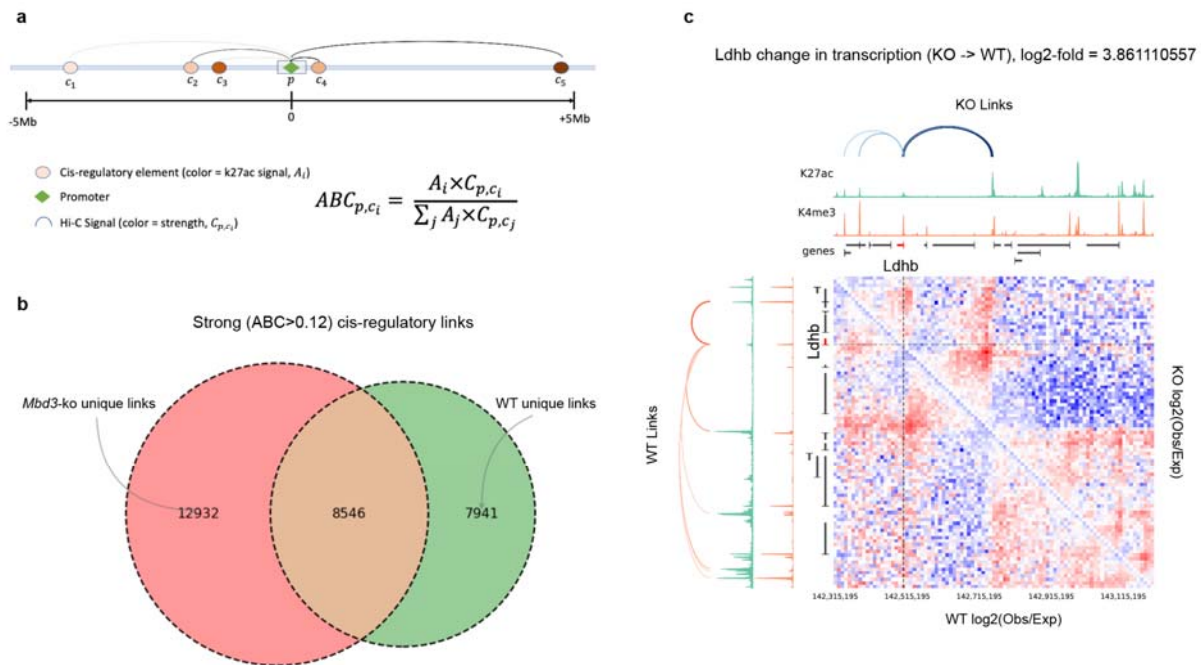 a
c₁
c₂
c₃
p
c₄
c₅
-5Mb
0
+5Mb
Cis-regulatory element (color = k27ac signal, Aᵢ)
Promoter
Hi-C Signal (color = strength, C_{p,cᵢ})
ABC_{p,cᵢ} = (Aᵢ×C_{p,cᵢ}) / (∑ⱼ Aⱼ×C_{p,cⱼ})
b
Strong (ABC>0.12) cis-regulatory links
Mbd3-ko unique links
WT unique links
12932
8546
7941
c
Ldhb change in transcription (KO -> WT), log2-fold = 3.861110557
KO Links
K27ac
K4me3
genes
Ldhb
Ldhb
WT Links
KO log2(Obs/Exp)
142,315,195
142,515,195
142,715,195
142,915,195
143,115,195
WT log2(Obs/Exp)